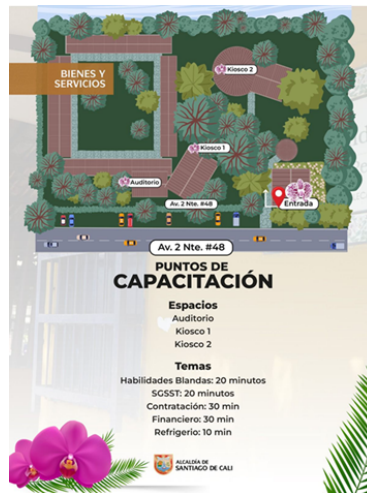 BIENES Y
SERVICIOS
Kiosco 2
Kiosco 1
Auditorio
Av. 2 Nte. #48
Entrada
Av. 2 Nte. #48
PUNTOS DE
CAPACITACIÓN
Espacios
Auditorio
Kiosco 1
Kiosco 2
Temas
Habilidades Blandas: 20 minutos
SGSST: 20 minutos
Contratación: 30 min
Financiero: 30 min
Refrigerio: 10 min
ALCALDÍA DE
SANTIAGO DE CALI